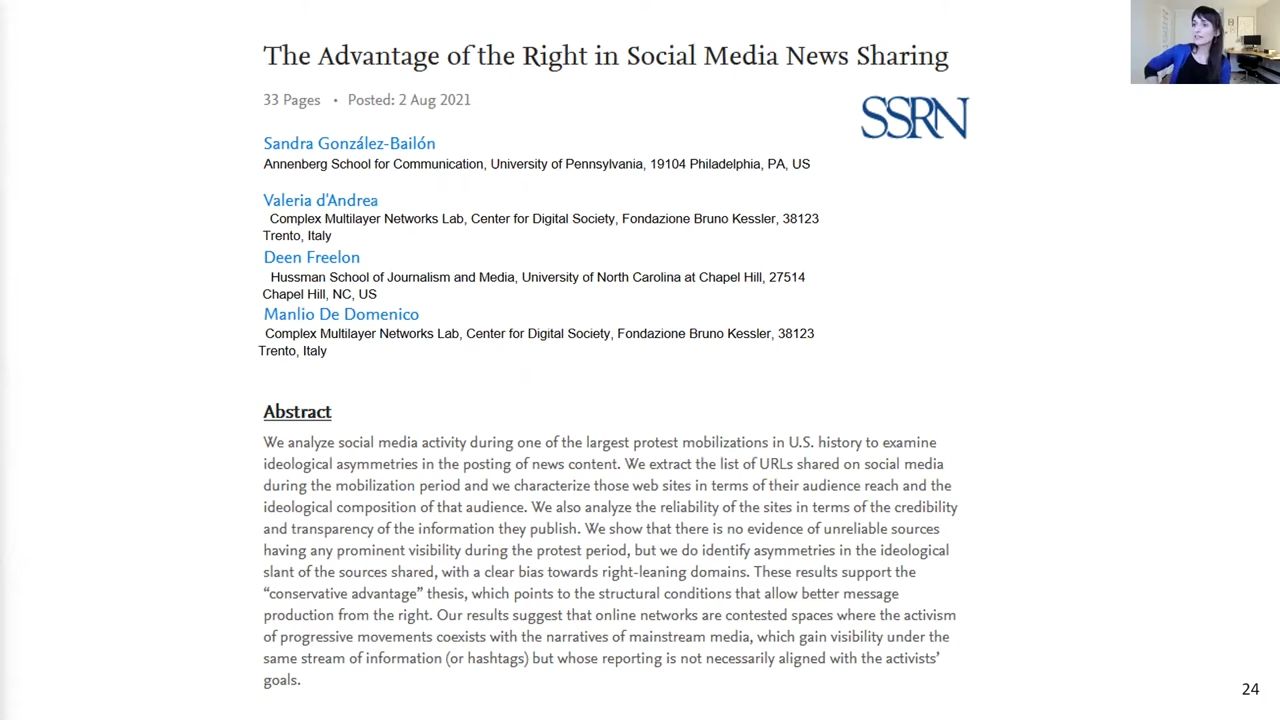 The Advantage of the Right in Social Media News Sharing
33 Pages • Posted: 2 Aug 2021
SSRN
Sandra González-Bailón
Annenberg School for Communication, University of Pennsylvania, 19104 Philadelphia, PA, US
Valeria d'Andrea
Complex Multilayer Networks Lab, Center for Digital Society, Fondazione Bruno Kessler, 38123
Trento, Italy
Deen Freelon
Hussman School of Journalism and Media, University of North Carolina at Chapel Hill, 27514
Chapel Hill, NC, US
Manlio De Domenico
Complex Multilayer Networks Lab, Center for Digital Society, Fondazione Bruno Kessler, 38123
Trento, Italy
Abstract
We analyze social media activity during one of the largest protest mobilizations in U.S. history to examine
ideological asymmetries in the posting of news content. We extract the list of URLs shared on social media
during the mobilization period and we characterize those web sites in terms of their audience reach and the
ideological composition of that audience. We also analyze the reliability of the sites in terms of the credibility
and transparency of the information they publish. We show that there is no evidence of unreliable sources
having any prominent visibility during the protest period, but we do identify asymmetries in the ideological
slant of the sources shared, with a clear bias towards right-leaning domains. These results support the
“conservative advantage” thesis, which points to the structural conditions that allow better message
production from the right. Our results suggest that online networks are contested spaces where the activism
of progressive movements coexists with the narratives of mainstream media, which gain visibility under the
same stream of information (or hashtags) but whose reporting is not necessarily aligned with the activists’
goals.
24